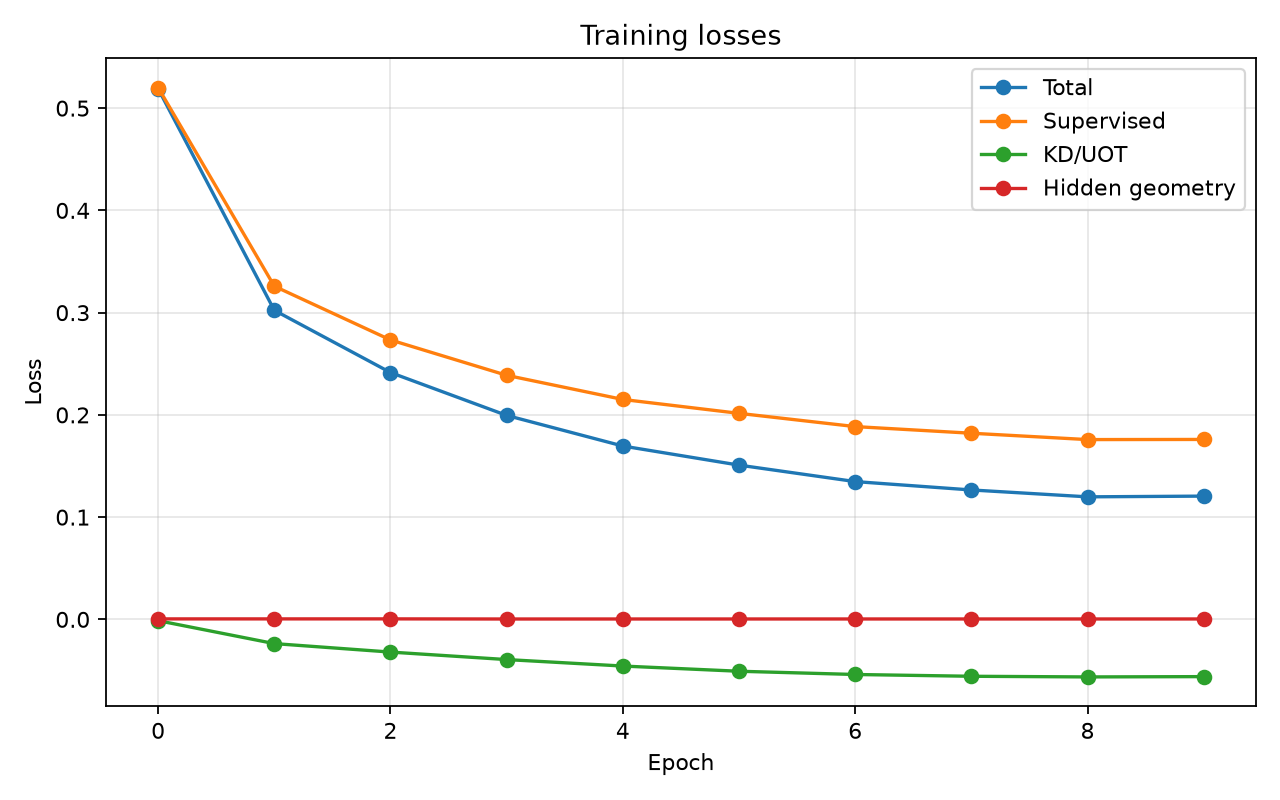 Training losses
Total
Supervised
KD/UOT
Hidden geometry
0.5
0.4
0.3
0.2
0.1
0.0
Loss
0 2 4 6 8
Epoch